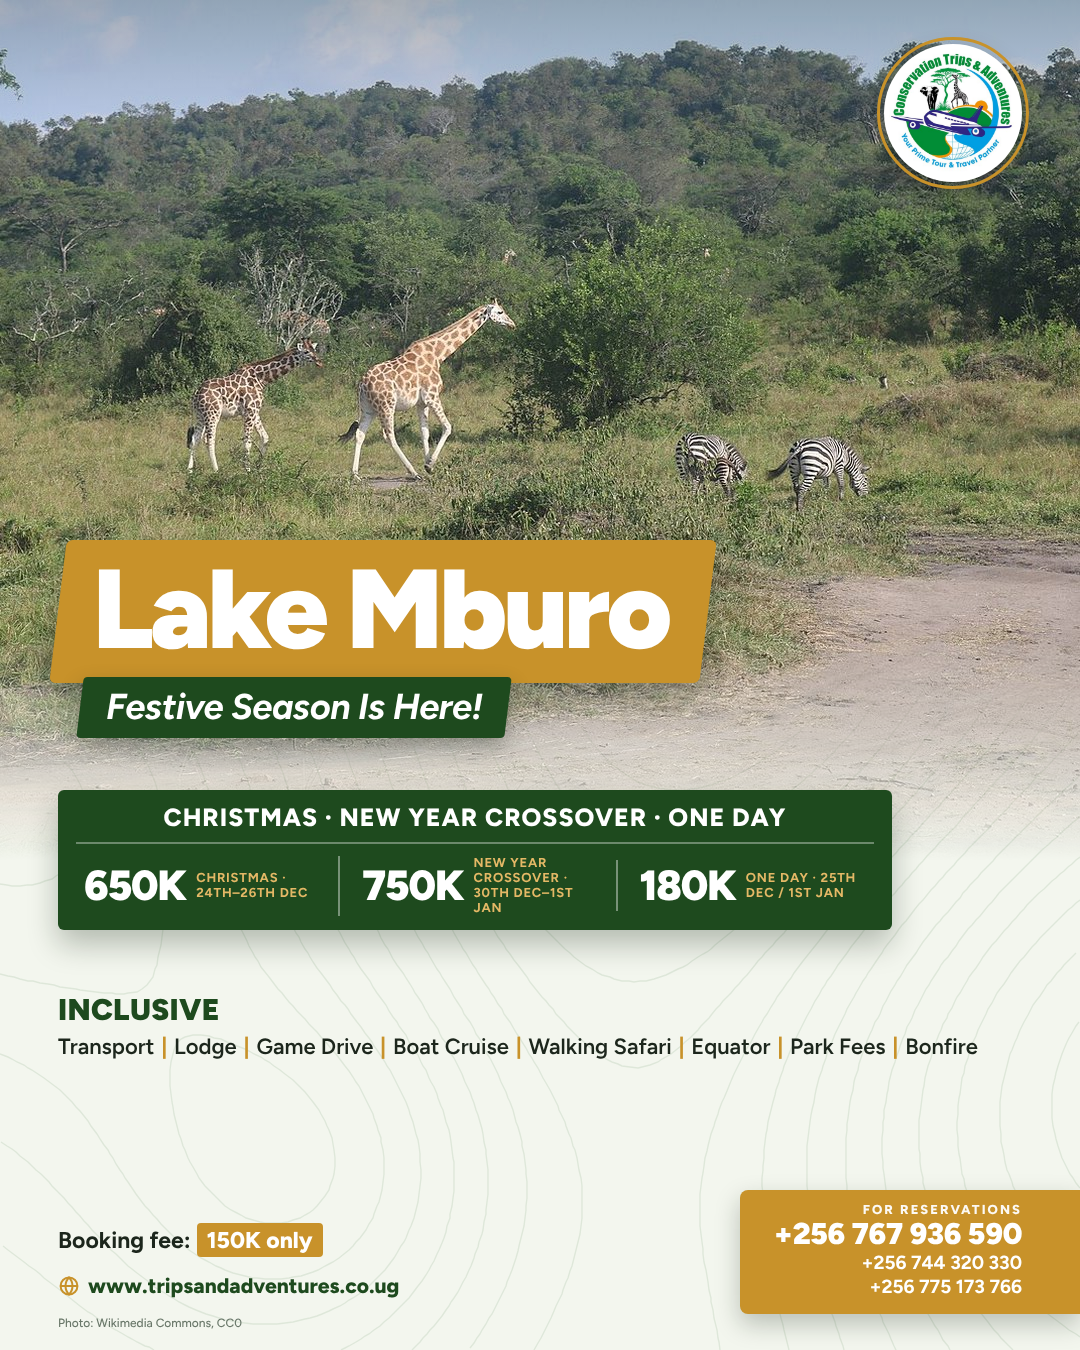 Conservation Trips & Adventures
Your Prime Tour & Travel Partner
Lake Mburo
Festive Season Is Here!
CHRISTMAS · NEW YEAR CROSSOVER · ONE DAY
650K
CHRISTMAS ·
24TH–26TH DEC
750K
NEW YEAR
CROSSOVER ·
30TH DEC–1ST
JAN
180K
ONE DAY · 25TH
DEC / 1ST JAN
INCLUSIVE
Transport | Lodge | Game Drive | Boat Cruise | Walking Safari | Equator | Park Fees | Bonfire
Booking fee: 150K only
www.tripsandadventures.co.ug
Photo: Wikimedia Commons, CC0
FOR RESERVATIONS
+256 767 936 590
+256 744 320 330
+256 775 173 766